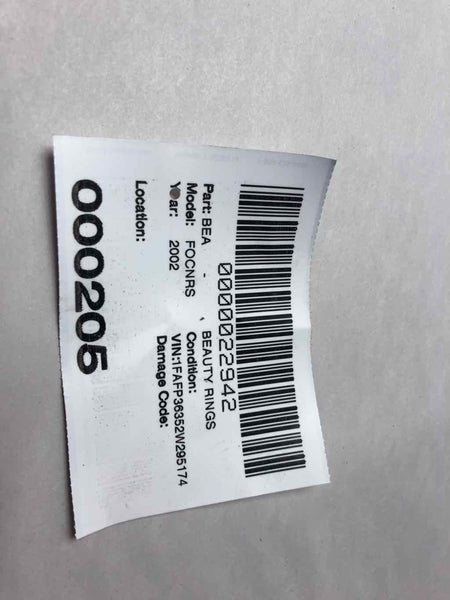 0000022942
Part: BEA - , BEAUTY RINGS
Model: FOCNRS Condition:
Year: 2002 VIN:1FAFP36352W295174
Damage Code:
Location:
000205